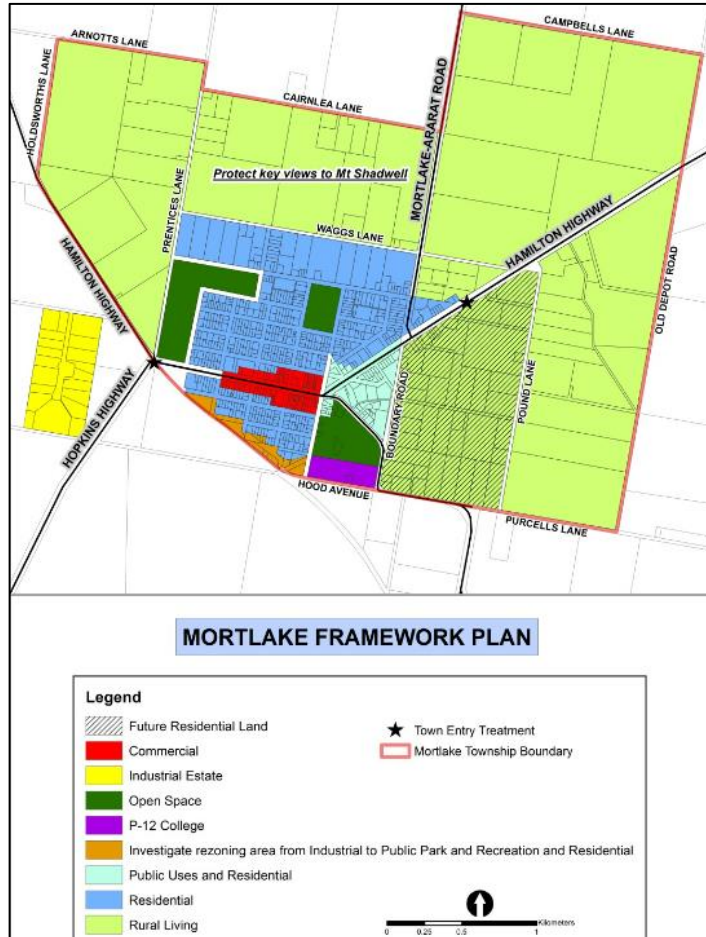 ARNOTTS LANE
CAMPBELLS LANE
HOLDSWORTHS LANE
CAIRNLEA LANE
MORTLAKE-ARARAT ROAD
Protect key views to Mt Shadwell
PRENTICES LANE
WAGGS LANE
HAMILTON HIGHWAY
HAMILTON HIGHWAY
OLD DEPOT ROAD
HOPKINS HIGHWAY
BOUNDARY ROAD
POUND LANE
HOOD AVENUE
PURCELLS LANE
MORTLAKE FRAMEWORK PLAN
Legend
Future Residential Land
Commercial
Industrial Estate
Open Space
P-12 College
Investigate rezoning area from Industrial to Public Park and Recreation and Residential
Public Uses and Residential
Residential
Rural Living
Town Entry Treatment
Mortlake Township Boundary
Kilometers
0 0.25 0.5 1